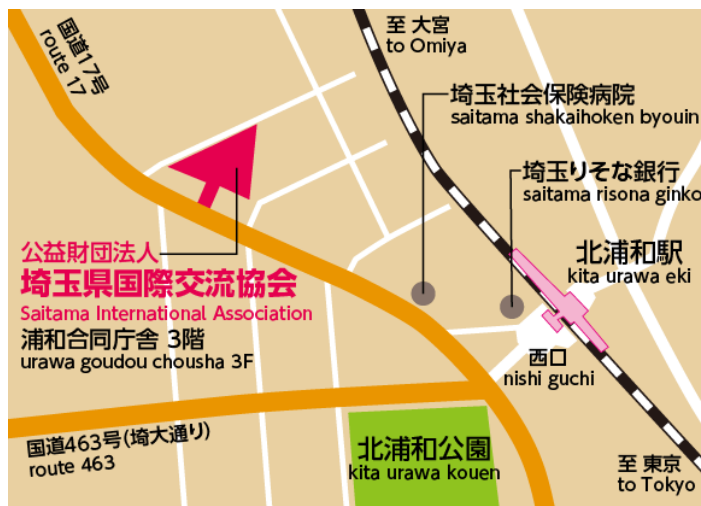 国道17号
route 17
至 大宮
to Omiya
埼玉社会保険病院
saitama shakaihoken byouin
埼玉りそな銀行
saitama risona ginko
北浦和駅
kita urawa eki
公益財団法人
埼玉県国際交流協会
Saitama International Association
浦和合同庁舎 3階
urawa goudou chousha 3F
西口
nishi guchi
国道463号(埼大通り)
route 463
北浦和公園
kita urawa kouen
至 東京
to Tokyo